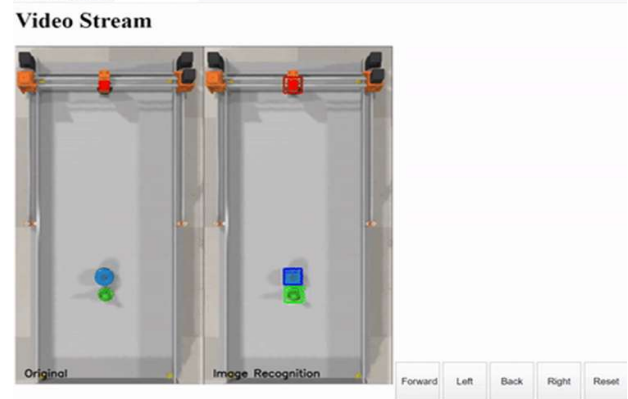 Video Stream
Original
Image Recognition
Forward
Left
Back
Right
Reset